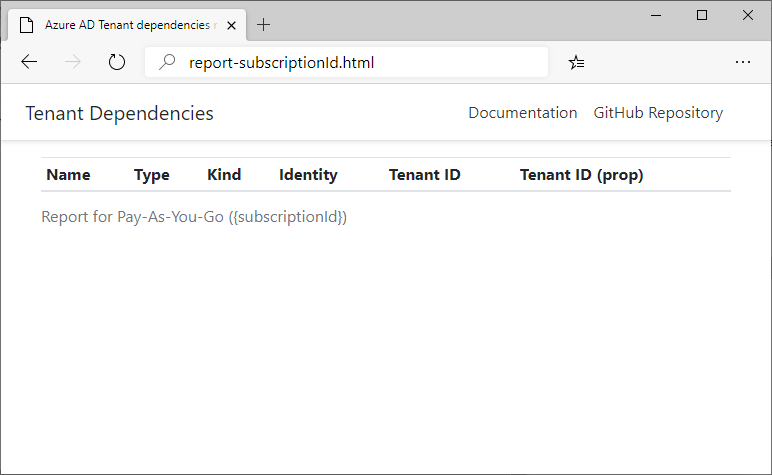 Azure AD Tenant dependencies r
report-subscriptionId.html
Tenant Dependencies Documentation GitHub Repository
Name Type Kind Identity Tenant ID Tenant ID (prop)
Report for Pay-As-You-Go ({subscriptionId})